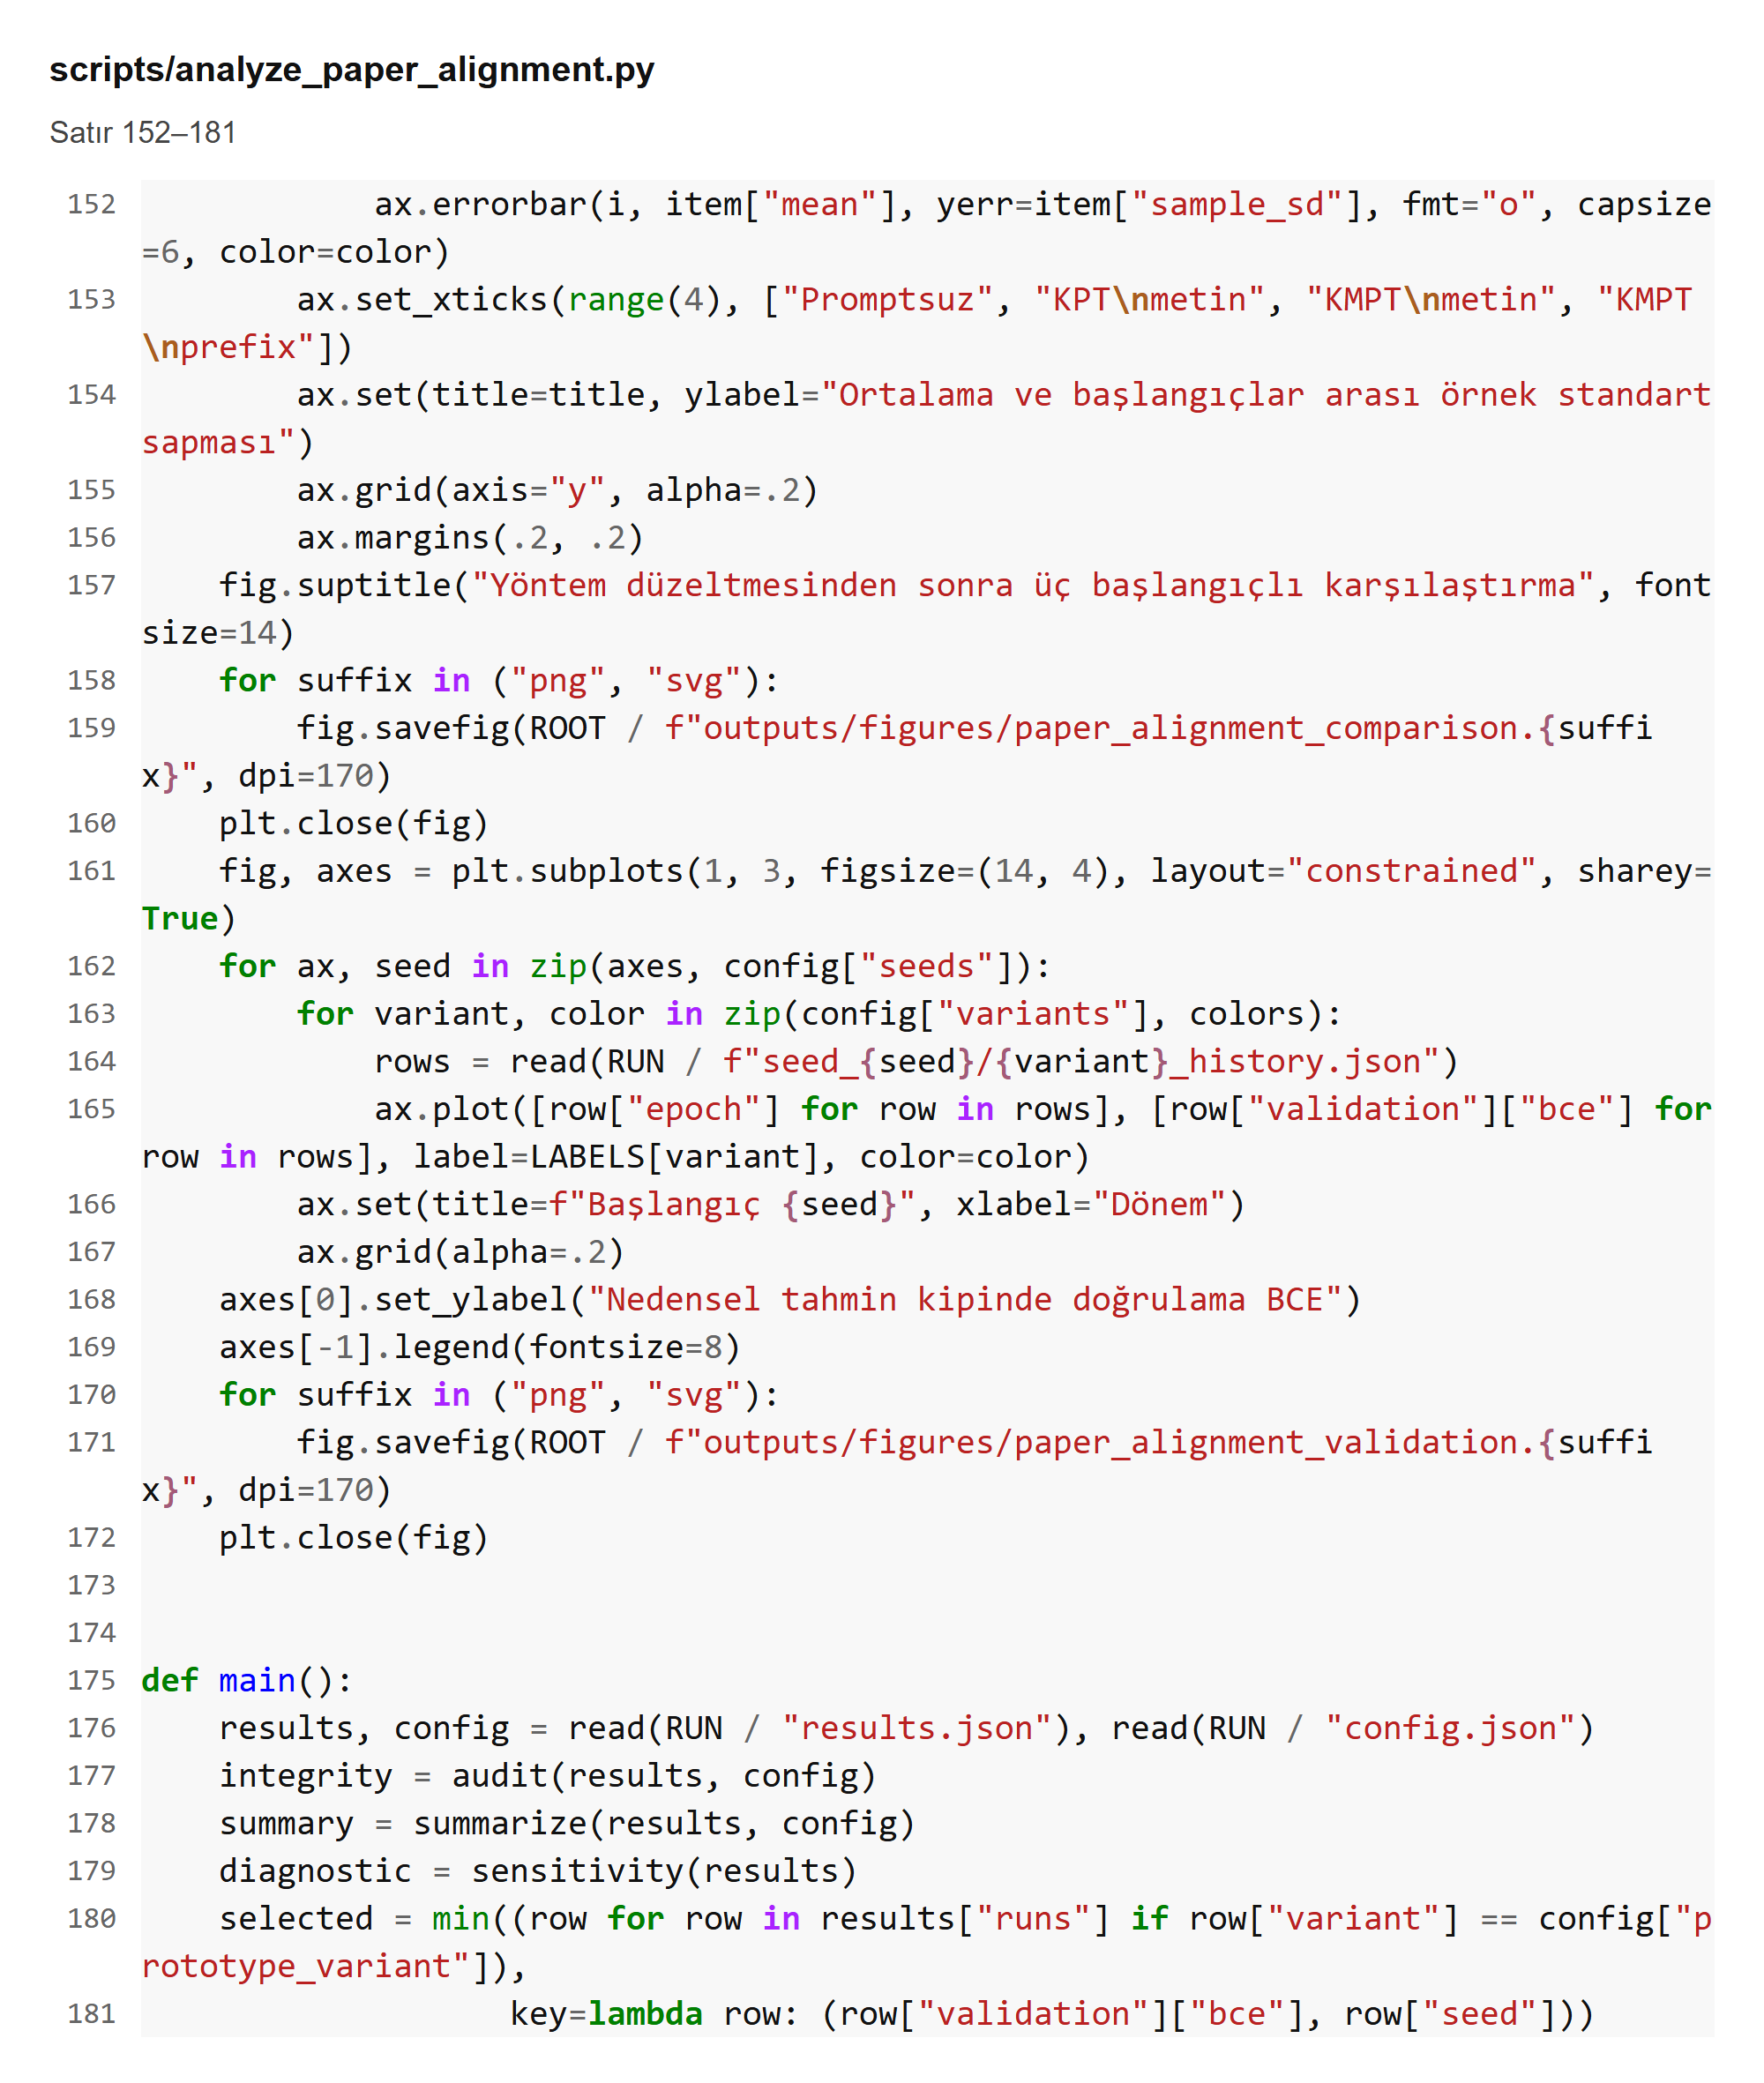 scripts/analyze_paper_alignment.py
Satır 152–181
152             ax.errorbar(i, item["mean"], yerr=item["sample_sd"], fmt="o", capsize
=6, color=color)
153         ax.set_xticks(range(4), ["Promptsuz", "KPT\nmetin", "KMPT\nmetin", "KMPT
\nprefix"])
154         ax.set(title=title, ylabel="Ortalama ve başlangıçlar arası örnek standart
sapması")
155         ax.grid(axis="y", alpha=.2)
156         ax.margins(.2, .2)
157     fig.suptitle("Yöntem düzeltmesinden sonra üç başlangıçlı karşılaştırma", font
size=14)
158     for suffix in ("png", "svg"):
159         fig.savefig(ROOT / f"outputs/figures/paper_alignment_comparison.{suffi
x}", dpi=170)
160     plt.close(fig)
161     fig, axes = plt.subplots(1, 3, figsize=(14, 4), layout="constrained", sharey=
True)
162     for ax, seed in zip(axes, config["seeds"]):
163         for variant, color in zip(config["variants"], colors):
164             rows = read(RUN / f"seed_{seed}/{variant}_history.json")
165             ax.plot([row["epoch"] for row in rows], [row["validation"]["bce"] for
row in rows], label=LABELS[variant], color=color)
166         ax.set(title=f"Başlangıç {seed}", xlabel="Dönem")
167         ax.grid(alpha=.2)
168     axes[0].set_ylabel("Nedensel tahmin kipinde doğrulama BCE")
169     axes[-1].legend(fontsize=8)
170     for suffix in ("png", "svg"):
171         fig.savefig(ROOT / f"outputs/figures/paper_alignment_validation.{suffi
x}", dpi=170)
172     plt.close(fig)
173
174
175 def main():
176     results, config = read(RUN / "results.json"), read(RUN / "config.json")
177     integrity = audit(results, config)
178     summary = summarize(results, config)
179     diagnostic = sensitivity(results)
180     selected = min((row for row in results["runs"] if row["variant"] == config["p
rototype_variant"]),
181                    key=lambda row: (row["validation"]["bce"], row["seed"]))